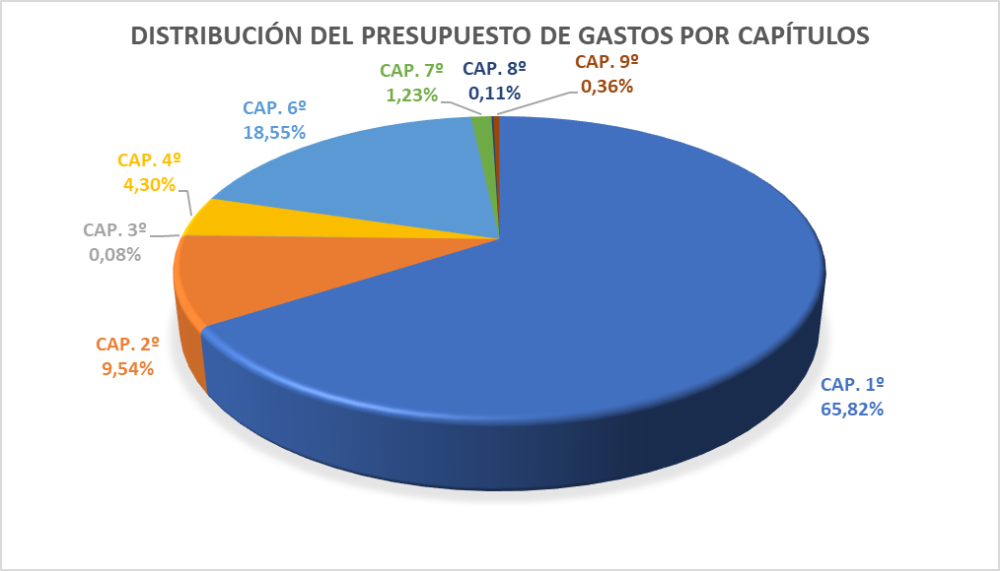 DISTRIBUCIÓN DEL PRESUPUESTO DE GASTOS POR CAPÍTULOS
CAP. 9º
0,36%
CAP. 8º
0,11%
CAP. 7º
1,23%
CAP. 6º
18,55%
CAP. 4º
4,30%
CAP. 3º
0,08%
CAP. 2º
9,54%
CAP. 1º
65,82%